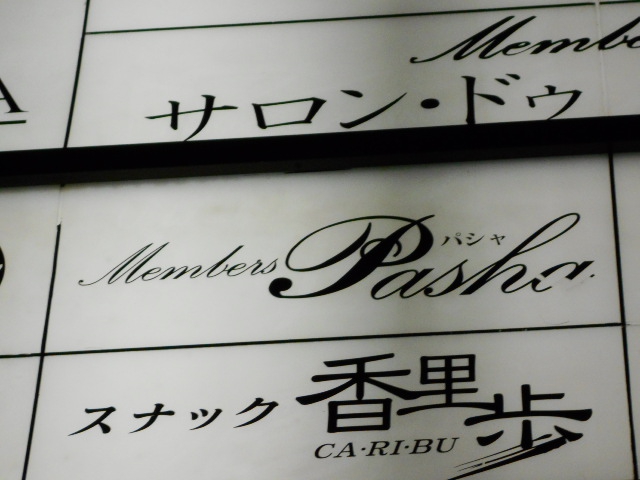 サロン・ドゥ
Members Pasha
パシャ
スナック 香里歩
CA・RI・BU